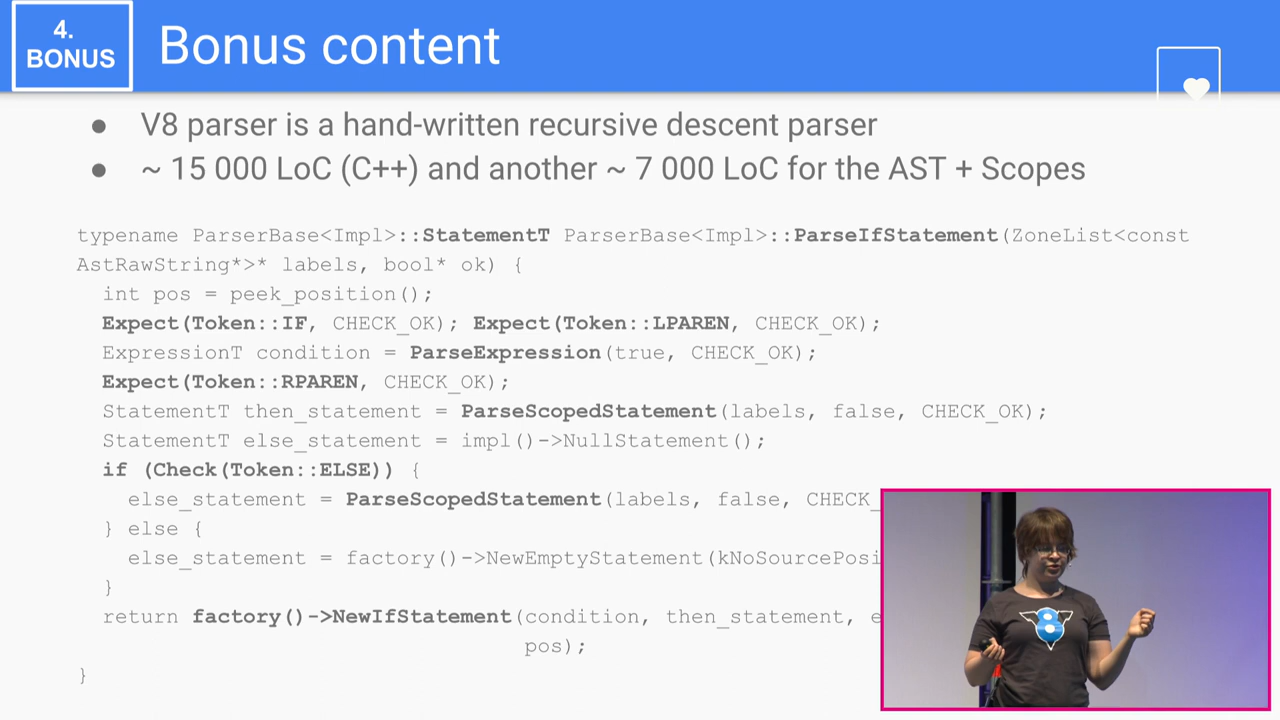 4.
BONUS
Bonus content
● V8 parser is a hand-written recursive descent parser
● ~ 15 000 LoC (C++) and another ~ 7 000 LoC for the AST + Scopes
typename ParserBase<Impl>::StatementT ParserBase<Impl>::ParseIfStatement(ZoneList<const
AstRawString*>* labels, bool* ok) {
int pos = peek_position();
Expect(Token::IF, CHECK_OK); Expect(Token::LPAREN, CHECK_OK);
ExpressionT condition = ParseExpression(true, CHECK_OK);
Expect(Token::RPAREN, CHECK_OK);
StatementT then_statement = ParseScopedStatement(labels, false, CHECK_OK);
StatementT else_statement = impl()->NullStatement();
if (Check(Token::ELSE)) {
else_statement = ParseScopedStatement(labels, false, CHECK_
} else {
else_statement = factory()->NewEmptyStatement(kNoSourcePosi
}
return factory()->NewIfStatement(condition, then_statement, e
pos);
}
8